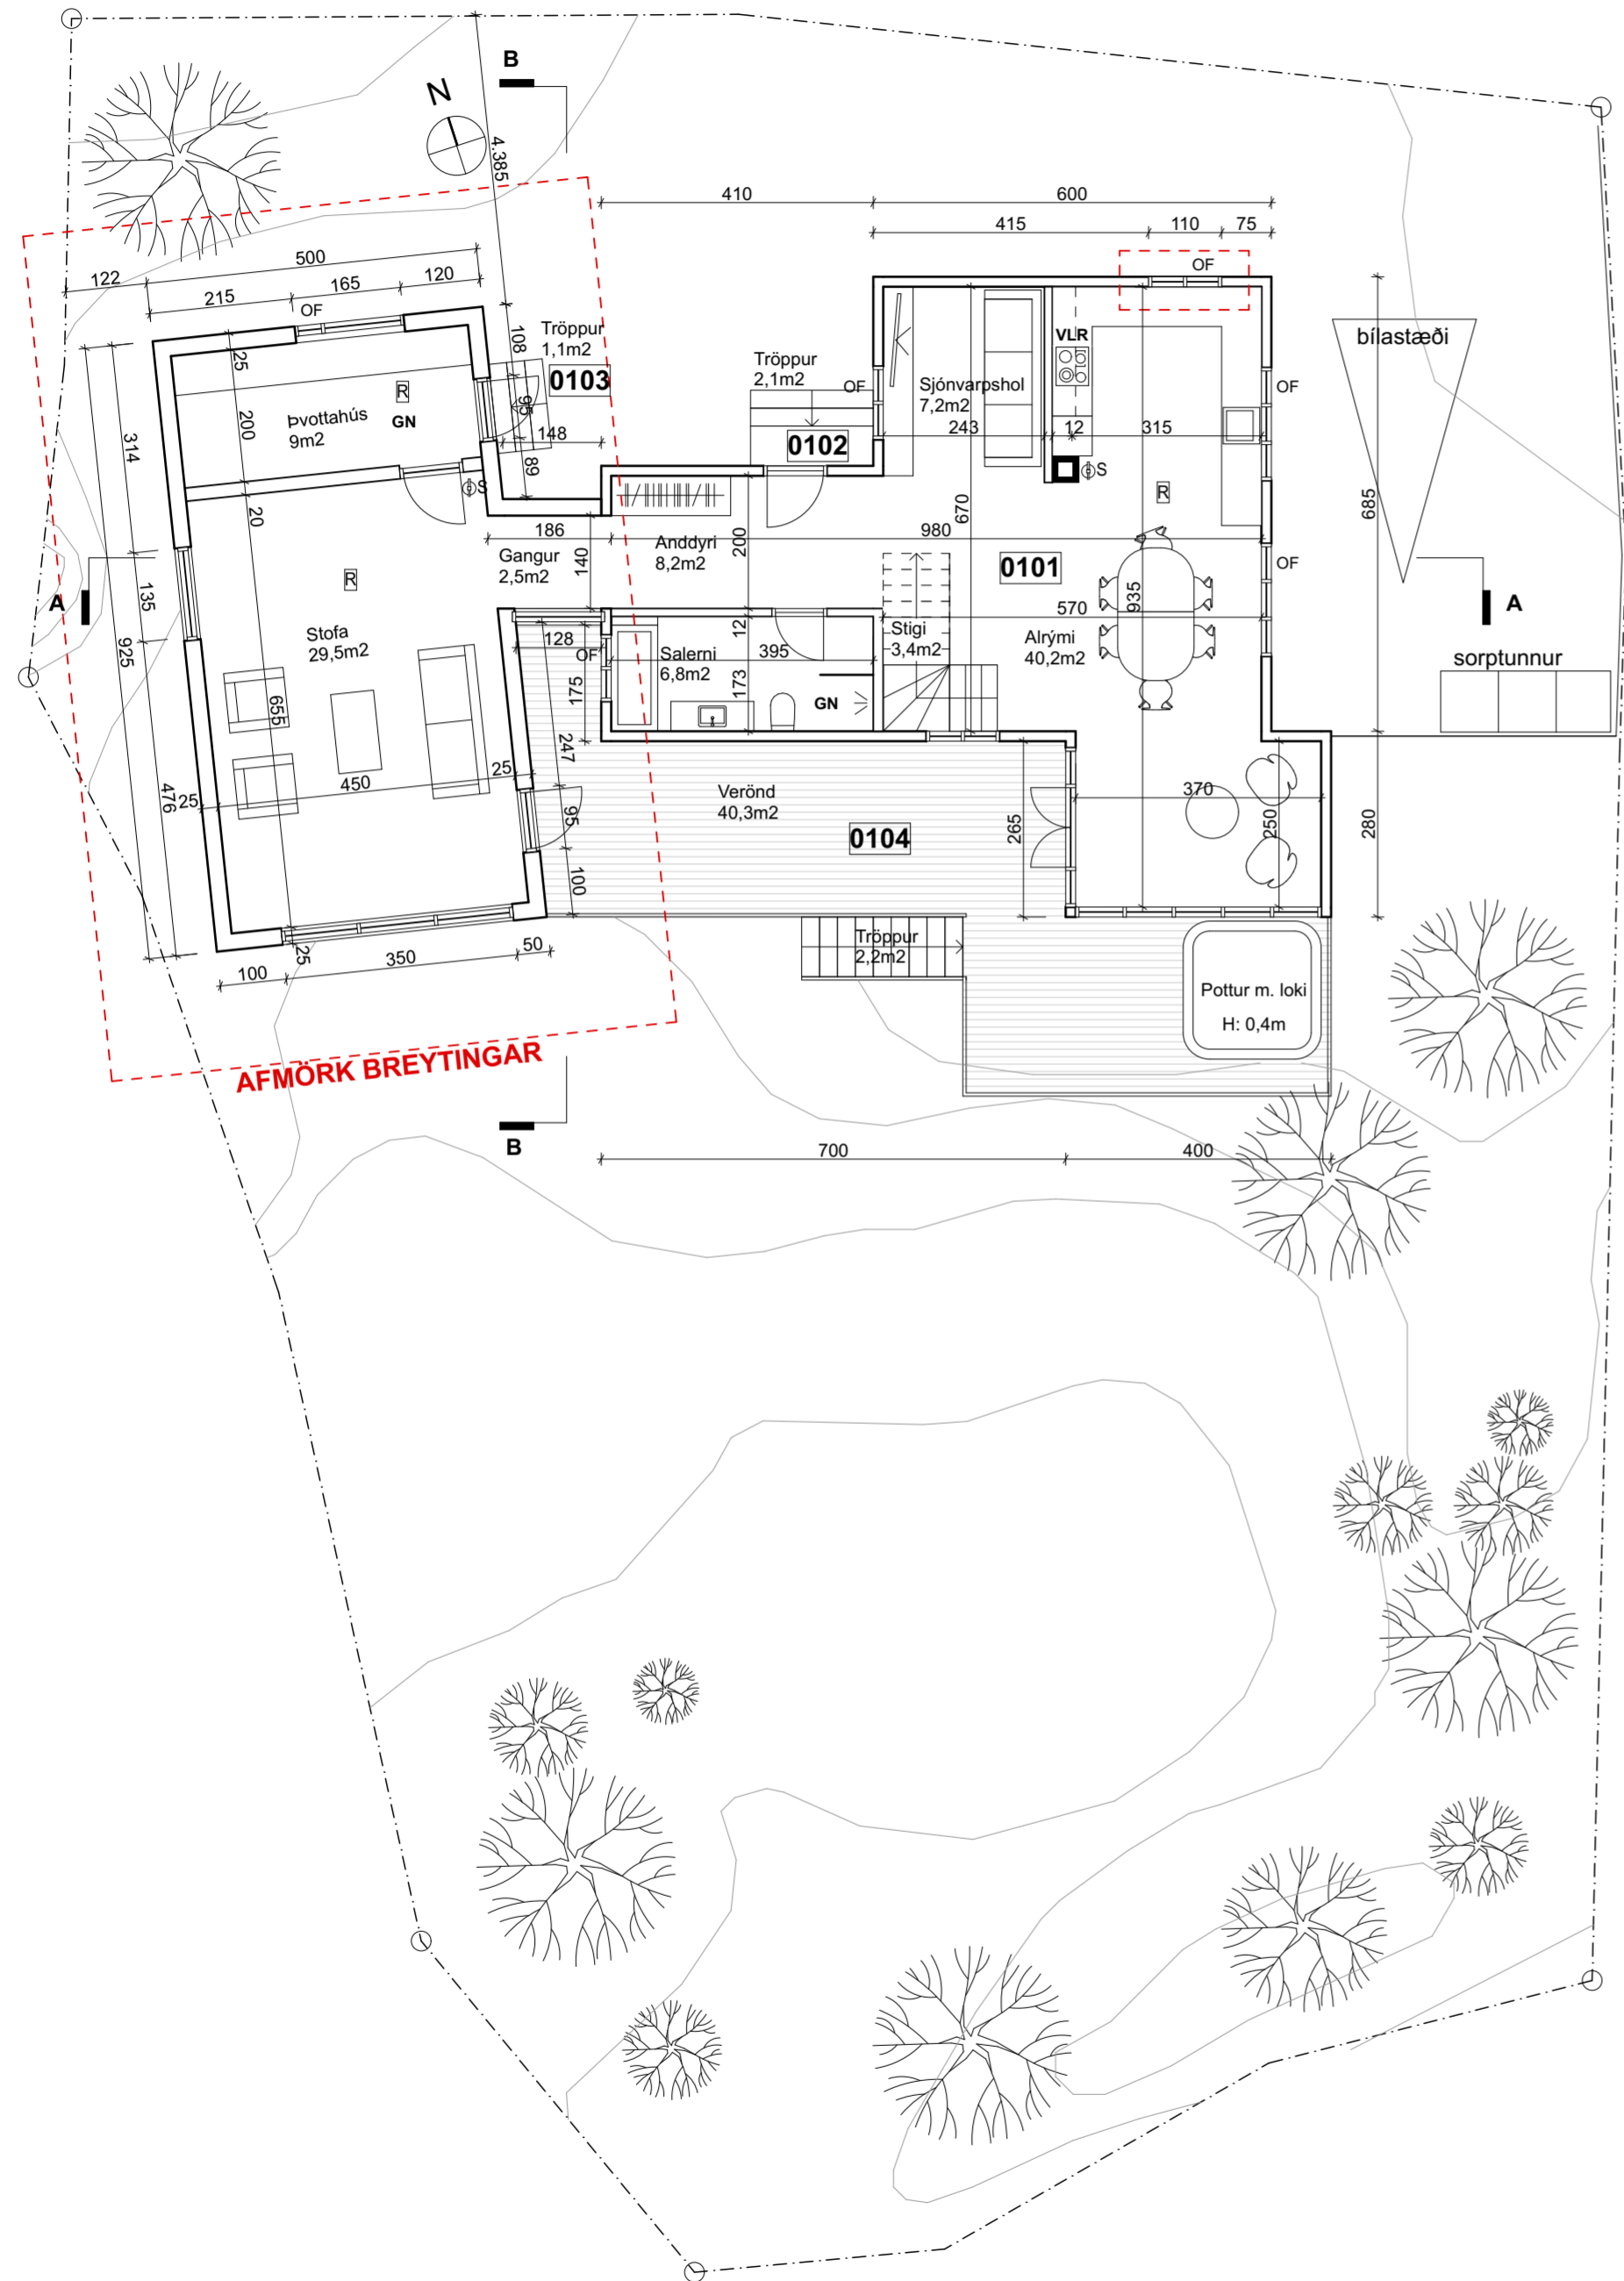 B
N
4.385
410
600
415
110
75
OF
122
500
215
165
120
OF
108
Tröppur
1,1m2
0103
95
148
89
Tröppur
2,1m2
0102
OF
Sjónvarpshol
7,2m2
VLR
bílastæði
OF
25
200
Þvottahús
9m2
R
GN
S
20
314
135
925
476
243
12
315
S
R
670
685
186
980
Gangur
2,5m2
140
Anddyri
8,2m2
200
0101
OF
A
A
R
935
570
Stofa
29,5m2
128
OF
12
Salerni
6,8m2
395
Stigi
3,4m2
Alrými
40,2m2
sorptunnur
175
173
GN
655
247
25
450
25
95
Verönd
40,3m2
0104
265
370
250
280
100
Tröppur
2,2m2
Pottur m. loki
H: 0,4m
100
350
50
25
AFMÖRK BREYTINGAR
B
700
400